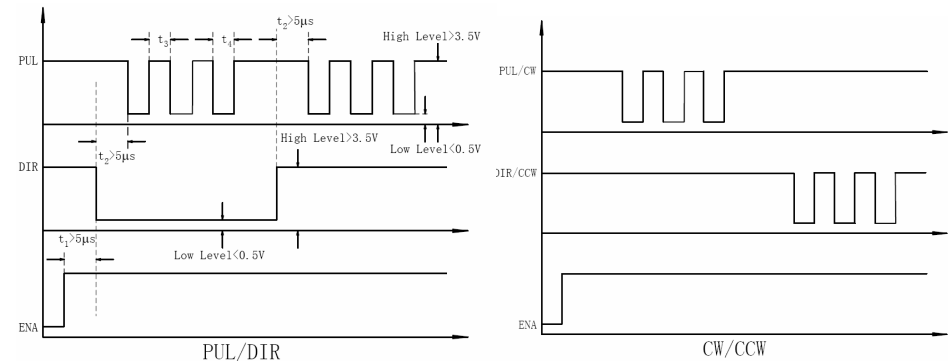 t₂>5μs
High Level>3.5V
t₃
t₄
PUL
t₂>5μs
High Level>3.5V
Low Level<0.5V
DIR
t₁>5μs
Low Level<0.5V
ENA
PUL/DIR
PUL/CW
DIR/CCW
ENA
CW/CCW